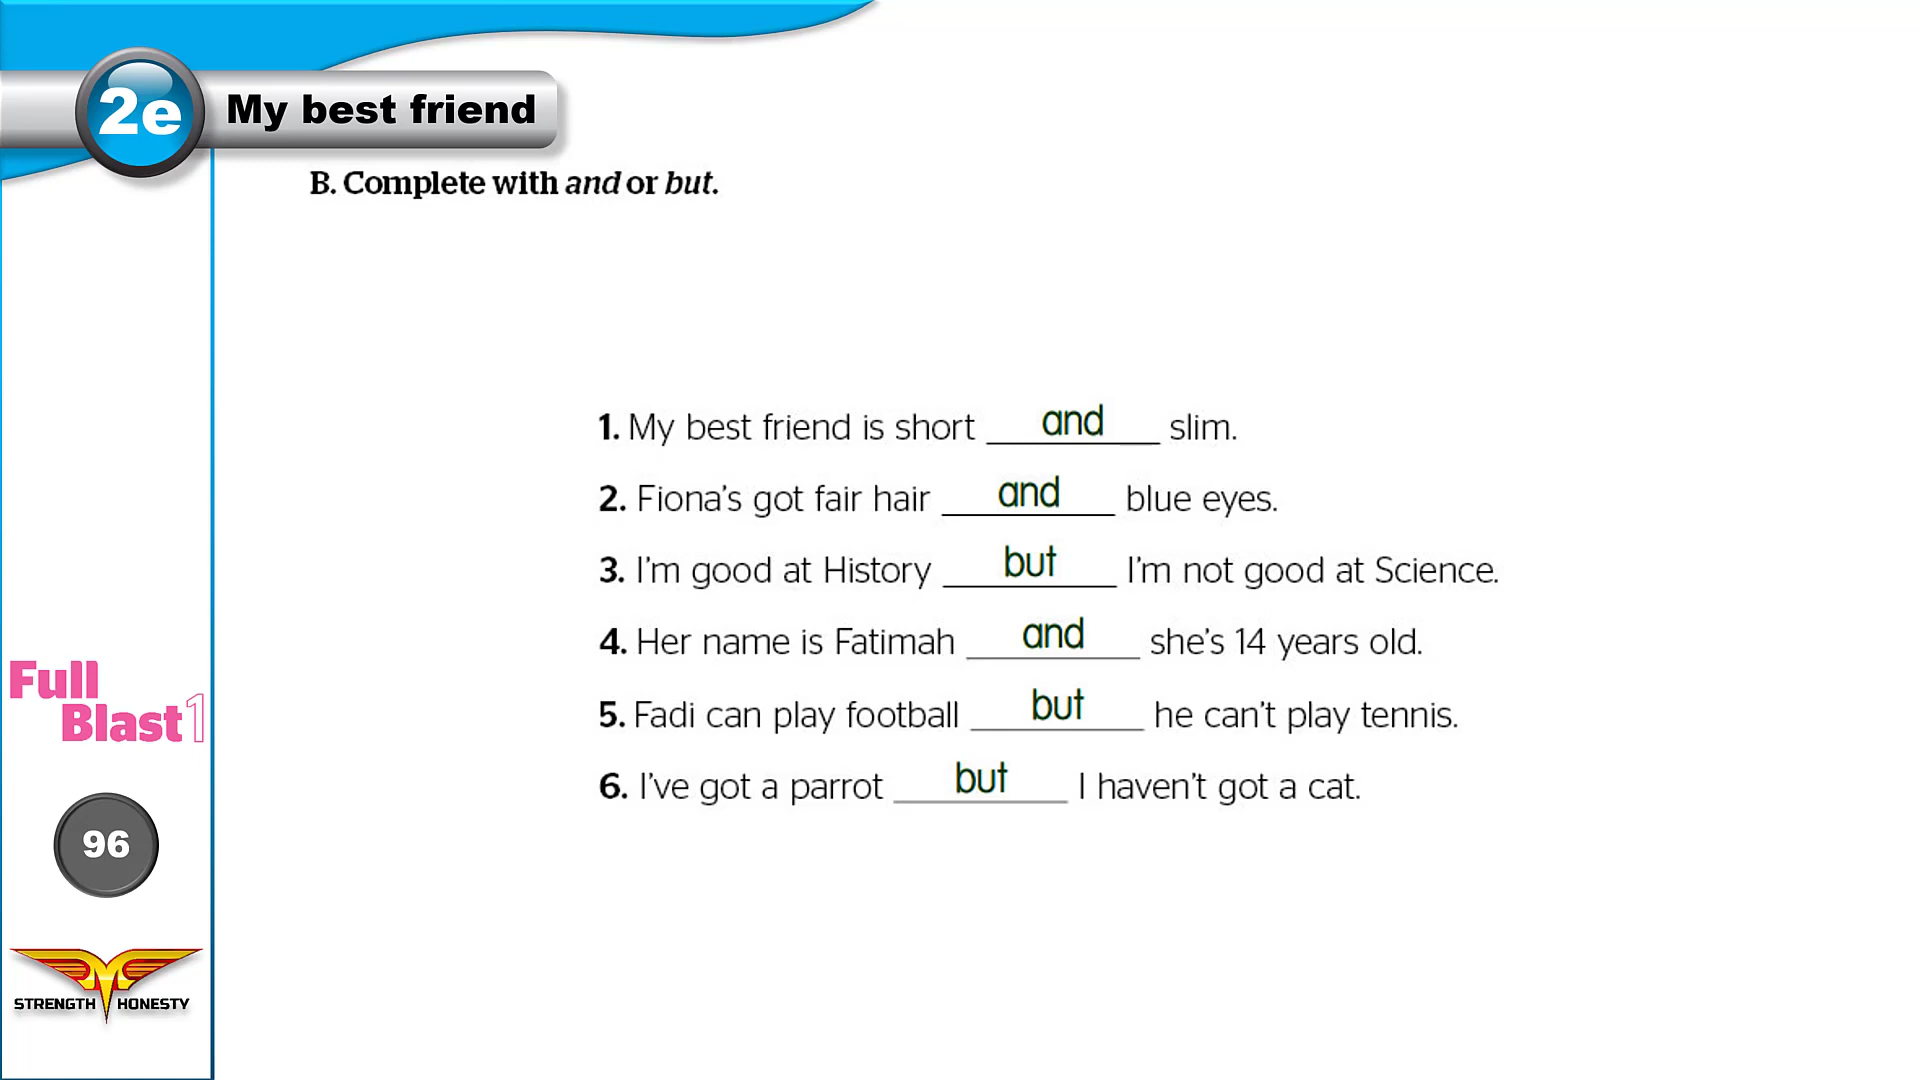 2e My best friend
B. Complete with and or but.
1. My best friend is short and slim.
2. Fiona's got fair hair and blue eyes.
3. I'm good at History but I'm not good at Science.
4. Her name is Fatimah and she's 14 years old.
5. Fadi can play football but he can't play tennis.
6. I've got a parrot but I haven't got a cat.
Full
Blast 1
96
STRENGTH HONESTY